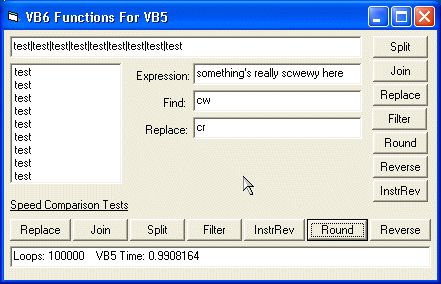 VB6 Functions For VB5
test|test|test|test|test|test|test|test|test
Split
Join
Replace
Filter
Round
Reverse
InstrRev
test
test
test
test
test
test
test
test
test
Expression: something's really scwewy here
Find: cw
Replace: cr
Speed Comparison Tests
Replace Join Split Filter InstrRev Round Reverse
Loops: 100000 VB5 Time: 0.9908164